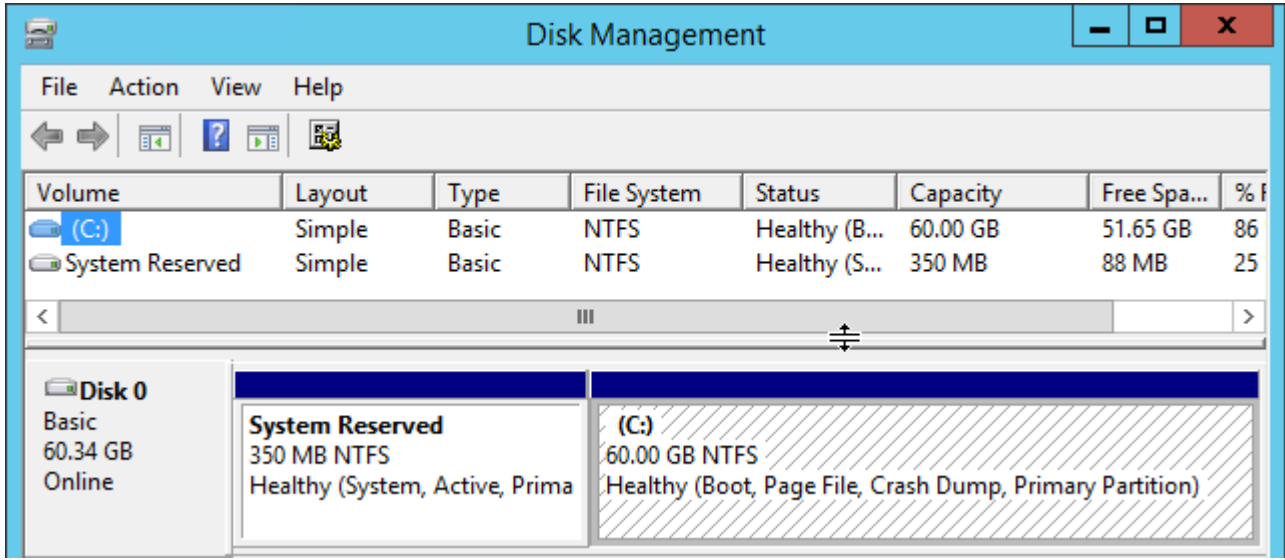 Disk Management
File Action View Help
Volume Layout Type File System Status Capacity Free Spa... %
(C:) Simple Basic NTFS Healthy (B... 60.00 GB 51.65 GB 86
System Reserved Simple Basic NTFS Healthy (S... 350 MB 88 MB 25
Disk 0
Basic
60.34 GB
Online
System Reserved
350 MB NTFS
Healthy (System, Active, Prima
(C:)
60.00 GB NTFS
Healthy (Boot, Page File, Crash Dump, Primary Partition)